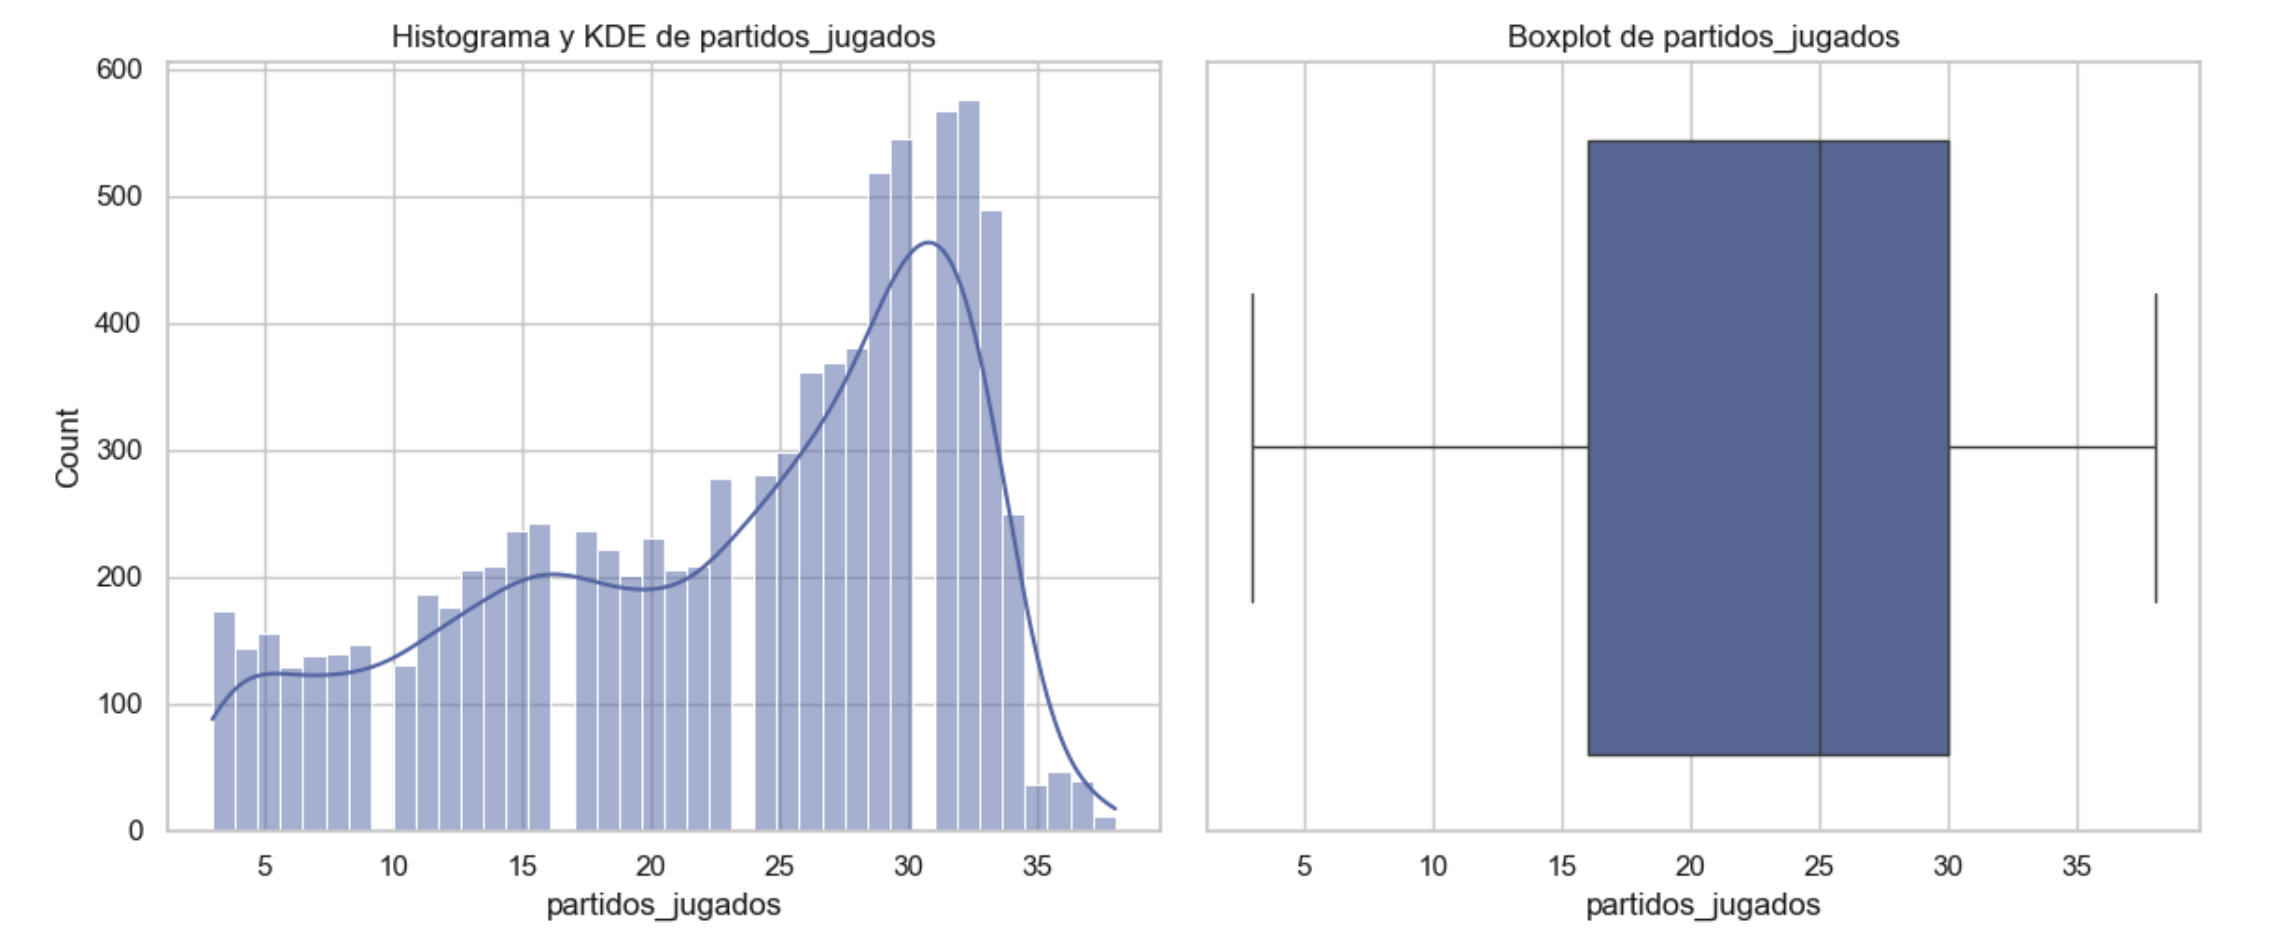 Histograma y KDE de partidos_jugados
600
500
400
300
200
100
0
Count
5 10 15 20 25 30 35
partidos_jugados
Boxplot de partidos_jugados
5 10 15 20 25 30 35
partidos_jugados